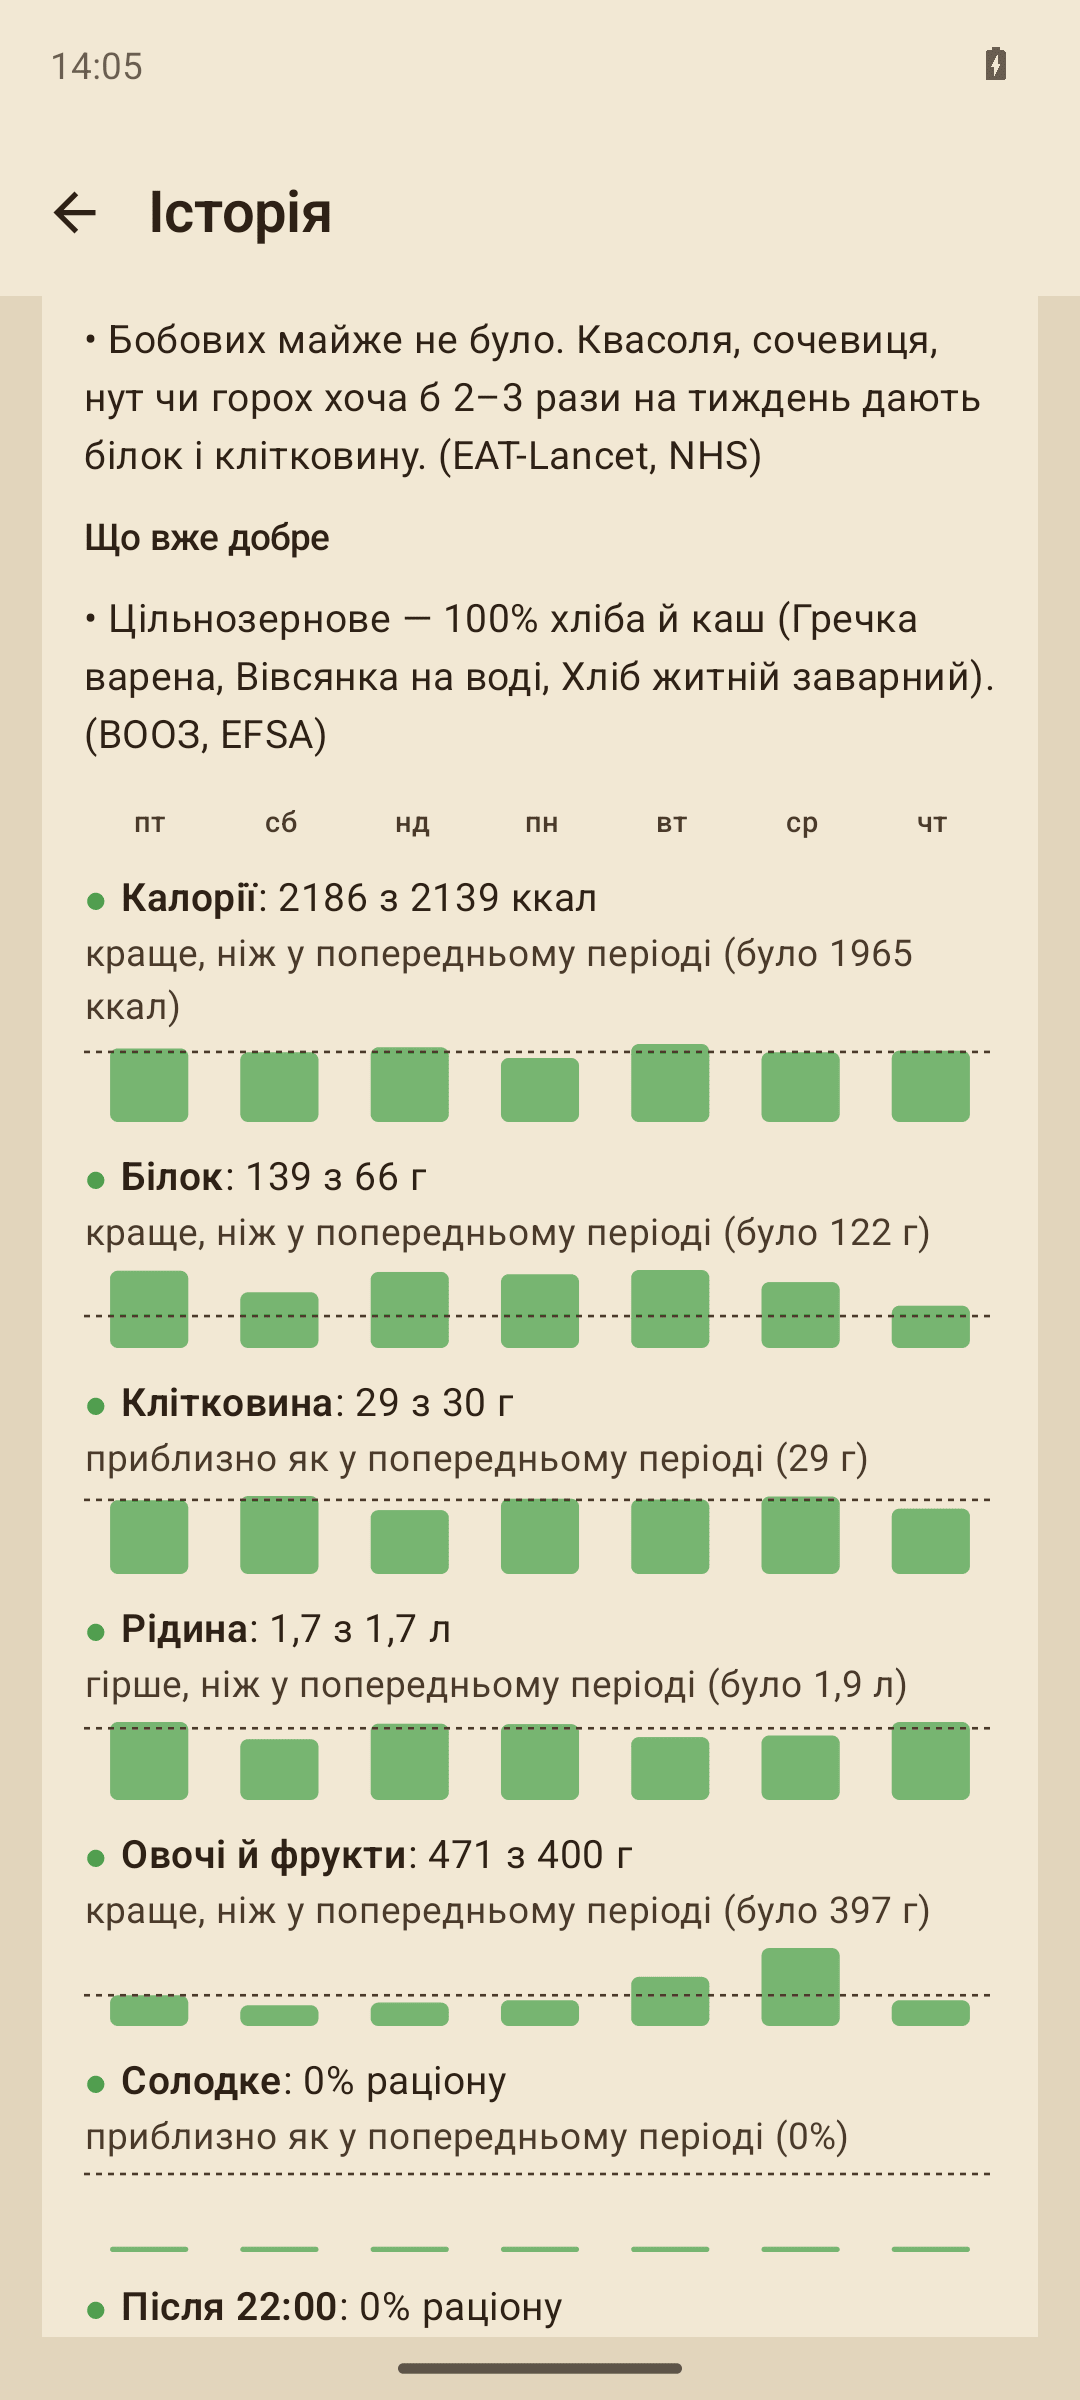 14:05
Історія
• Бобових майже не було. Квасоля, сочевиця,
нут чи горох хоча б 2–3 рази на тиждень дають
білок і клітковину. (EAT-Lancet, NHS)
Що вже добре
• Цільнозернове — 100% хліба й каш (Гречка
варена, Вівсянка на воді, Хліб житній заварний).
(ВООЗ, EFSA)
пт сб нд пн вт ср чт
● Калорії: 2186 з 2139 ккал
краще, ніж у попередньому періоді (було 1965
ккал)
● Білок: 139 з 66 г
краще, ніж у попередньому періоді (було 122 г)
● Клітковина: 29 з 30 г
приблизно як у попередньому періоді (29 г)
● Рідина: 1,7 з 1,7 л
гірше, ніж у попередньому періоді (було 1,9 л)
● Овочі й фрукти: 471 з 400 г
краще, ніж у попередньому періоді (було 397 г)
● Солодке: 0% раціону
приблизно як у попередньому періоді (0%)
● Після 22:00: 0% раціону